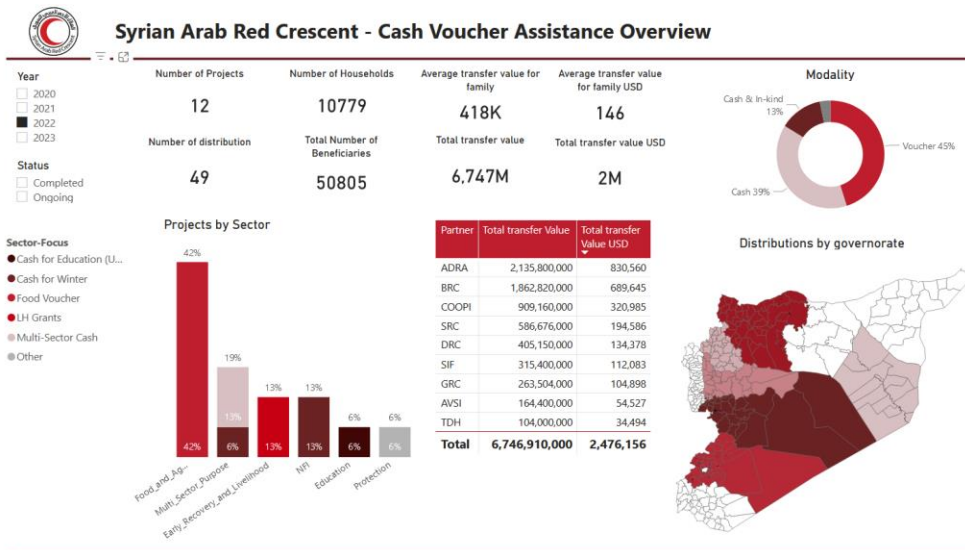 Syrian Arab Red Crescent - Cash Voucher Assistance Overview
Syrian Arab Red Crescent
Year
2020
2021
2022
2023
Status
Completed
Ongoing
Number of Projects
12
Number of Households
10779
Average transfer value for
family
418K
Average transfer value
for family USD
146
Number of distribution
49
Total Number of
Beneficiaries
50805
Total transfer value
6,747M
Total transfer value USD
2M
Modality
Cash & In-kind
13%
Voucher 45%
Cash 39%
Sector-Focus
Cash for Education (U...
Cash for Winter
Food Voucher
LH Grants
Multi-Sector Cash
Other
Projects by Sector
42%
19%
13%
13%
6%
6%
13%
42%
6%
13%
13%
6%
6%
Food_and_Ag...
Multi_Sector_Purpose
Early_Recovery_and_Livelihood
NFI
Education
Protection
Partner Total transfer Value Total transfer
Value USD
ADRA 2,135,800,000 830,560
BRC 1,862,820,000 689,645
COOPI 909,160,000 320,985
SRC 586,676,000 194,586
DRC 405,150,000 134,378
SIF 315,400,000 112,083
GRC 263,504,000 104,898
AVSI 164,400,000 54,527
TDH 104,000,000 34,494
Total 6,746,910,000 2,476,156
Distributions by governorate